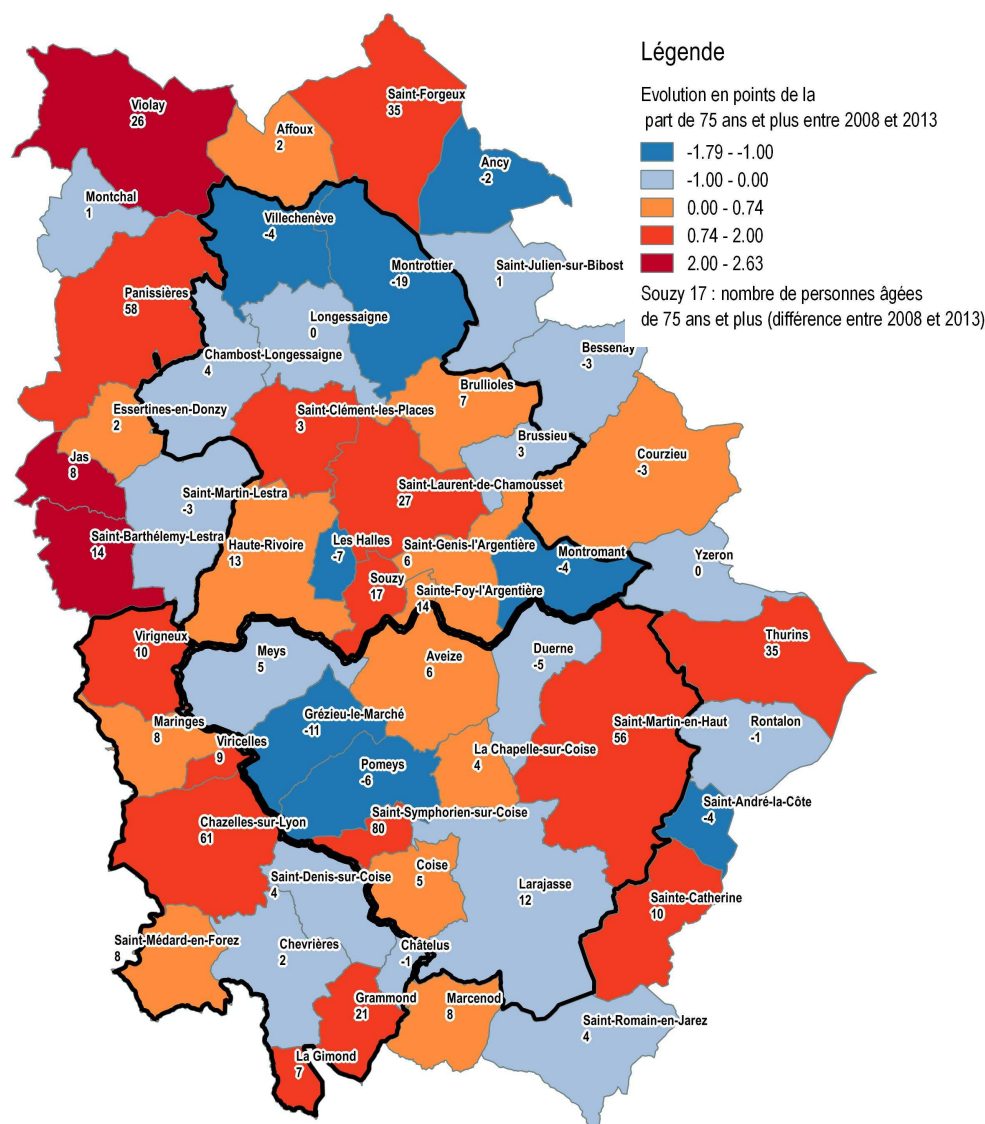 Légende
Evolution en points de la
part de 75 ans et plus entre 2008 et 2013
-1.79 - -1.00
-1.00 - 0.00
0.00 - 0.74
0.74 - 2.00
2.00 - 2.63
Souzy 17 : nombre de personnes âgées
de 75 ans et plus (différence entre 2008 et 2013)
Saint-Forgeux
35
Violay
26
Affoux
2
Ancy
-2
Montchal
1
Villechenève
-4
Montrottier
-19
Saint-Julien-sur-Bibost
1
Panissières
58
Longessaigne
0
Chambost-Longessaigne
4
Bessenay
-3
Brullioles
7
Essertines-en-Donzy
2
Saint-Clément-les-Places
3
Brussieu
3
Courzieu
-3
Jas
8
Saint-Martin-Lestra
-3
Saint-Laurent-de-Chamousset
27
Saint-Barthélemy-Lestra
14
Haute-Rivoire
13
Les Halles
-7
Saint-Genis-l'Argentière
6
Montromant
-4
Yzeron
0
Souzy
17
Sainte-Foy-l'Argentière
14
Virigneux
10
Meys
5
Aveize
6
Duerne
-5
Thurins
35
Grézieu-le-Marché
-11
Maringes
8
Saint-Martin-en-Haut
56
Rontalon
-1
Viricelles
9
La Chapelle-sur-Coise
4
Pomeys
-6
Saint-André-la-Côte
-4
Saint-Symphorien-sur-Coise
80
Chazelles-sur-Lyon
61
Coise
5
Saint-Denis-sur-Coise
4
Larajasse
12
Sainte-Catherine
10
Saint-Médard-en-Forez
8
Chevrières
2
Châtelus
-1
Grammond
21
Marcenod
8
Saint-Romain-en-Jarez
4
La Gimond
7